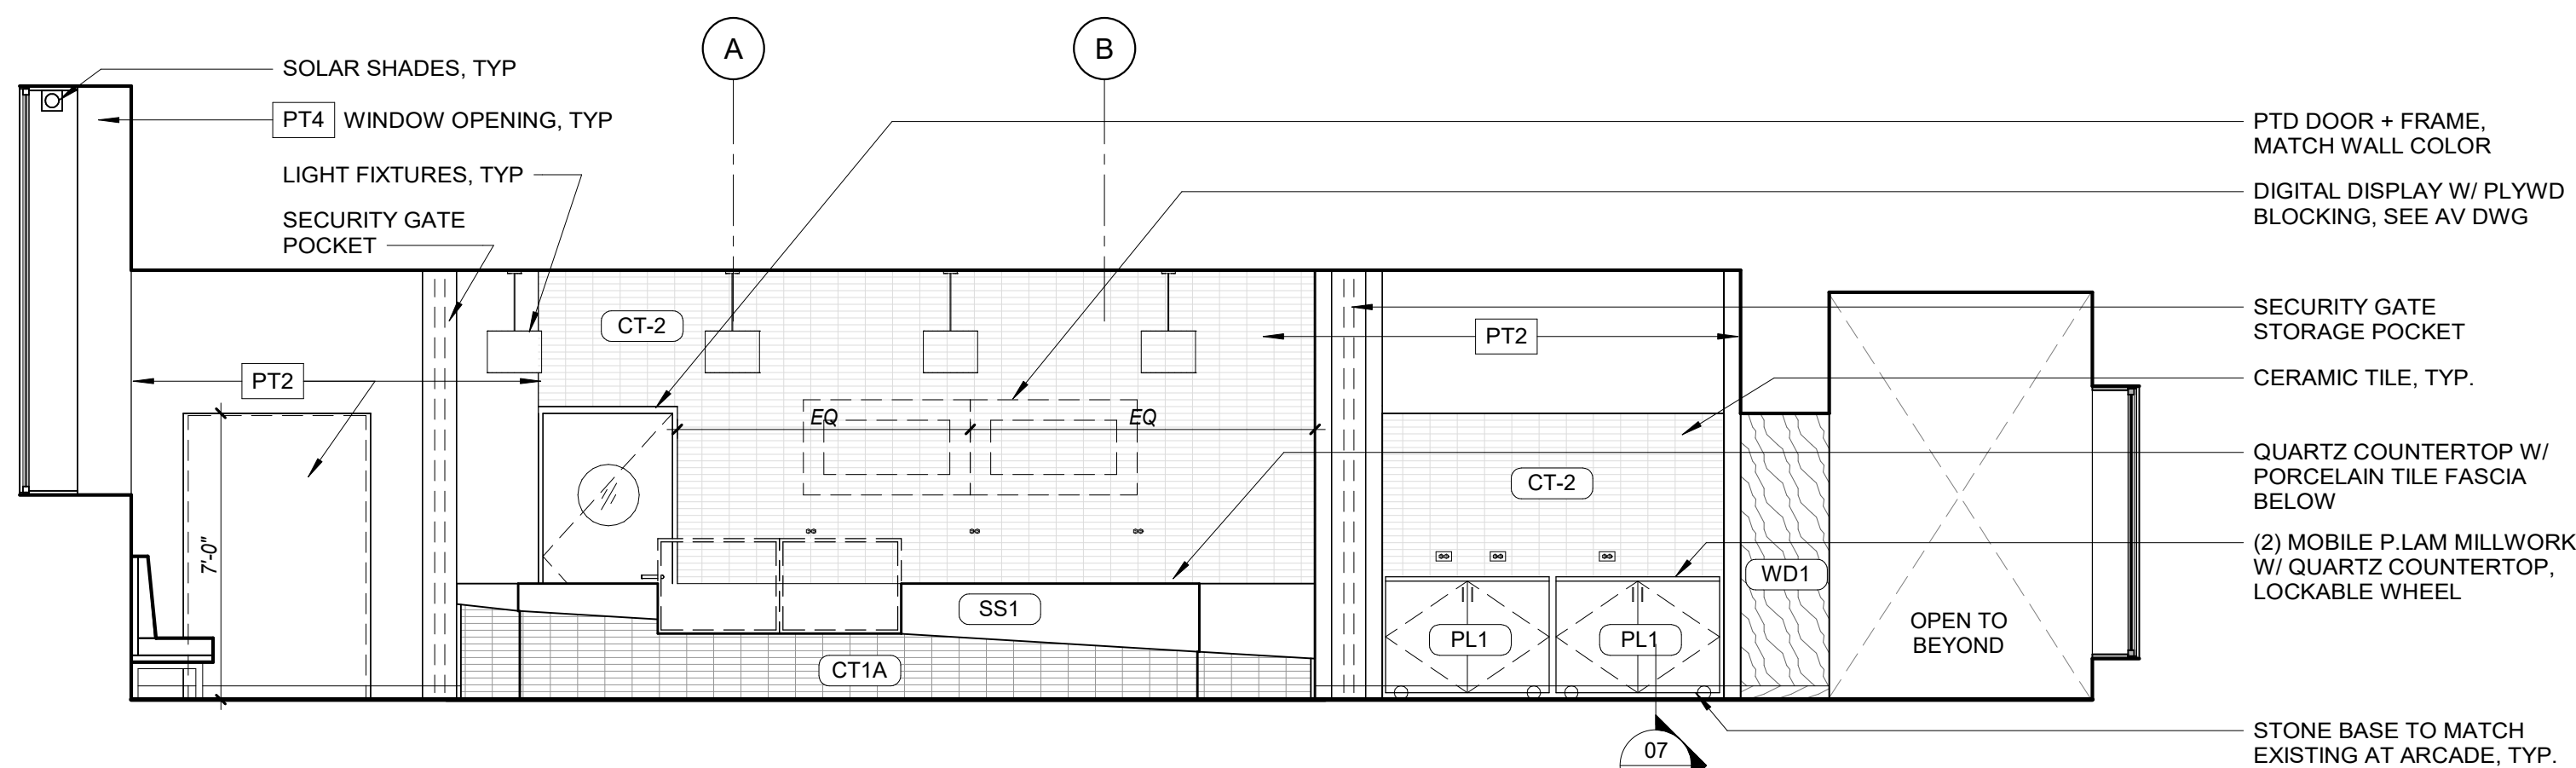 A
B
SOLAR SHADES, TYP
PT4 WINDOW OPENING, TYP
LIGHT FIXTURES, TYP
SECURITY GATE
POCKET
PTD DOOR + FRAME,
MATCH WALL COLOR
DIGITAL DISPLAY W/ PLYWD
BLOCKING, SEE AV DWG
SECURITY GATE
STORAGE POCKET
CERAMIC TILE, TYP.
QUARTZ COUNTERTOP W/
PORCELAIN TILE FASCIA
BELOW
(2) MOBILE P.LAM MILLWORK
W/ QUARTZ COUNTERTOP,
LOCKABLE WHEEL
STONE BASE TO MATCH
EXISTING AT ARCADE, TYP.
CT-2
PT2
PT2
EQ
EQ
CT-2
7'-0"
WD1
SS1
OPEN TO
BEYOND
PL1
PL1
CT1A
07